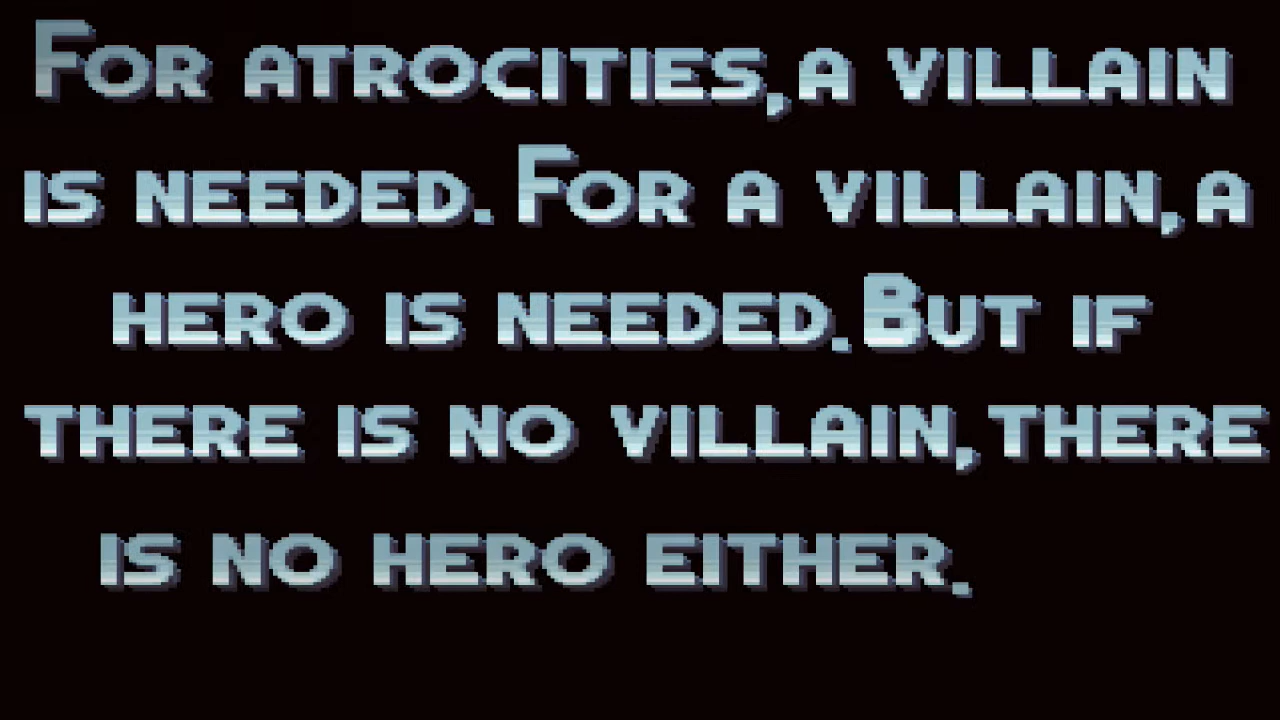 For atrocities, a villain
is needed. For a villain, a
hero is needed. But if
there is no villain, there
is no hero either.